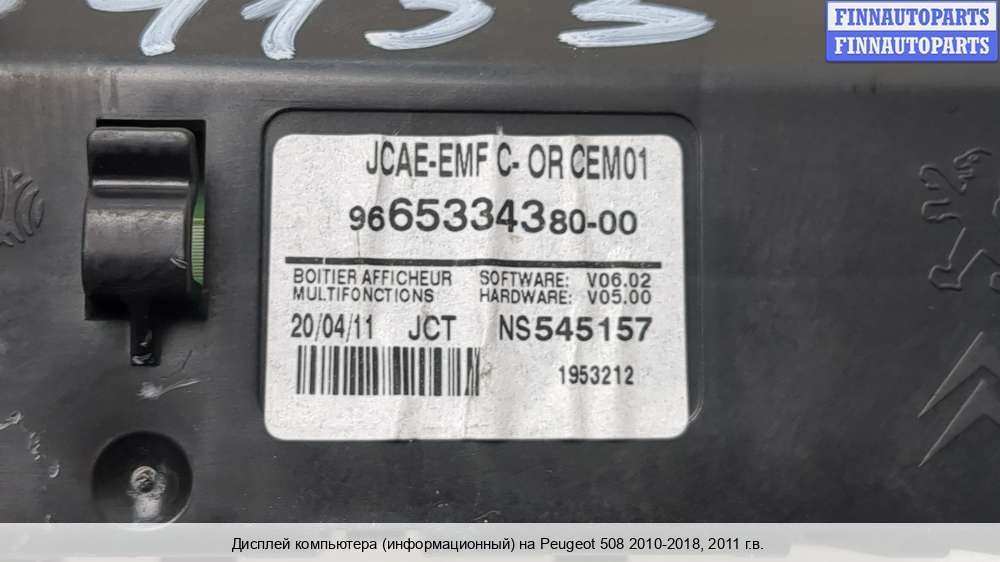 FINNAUTOPARTS
FINNAUTOPARTS
JCAE-EMF C- OR CEM01
9665334380-00
BOITIER AFFICHEUR SOFTWARE: V06.02
MULTIFONCTIONS HARDWARE: V05.00
20/04/11 JCT NS545157
1953212
Дисплей компьютера (информационный) на Peugeot 508 2010-2018, 2011 г.в.